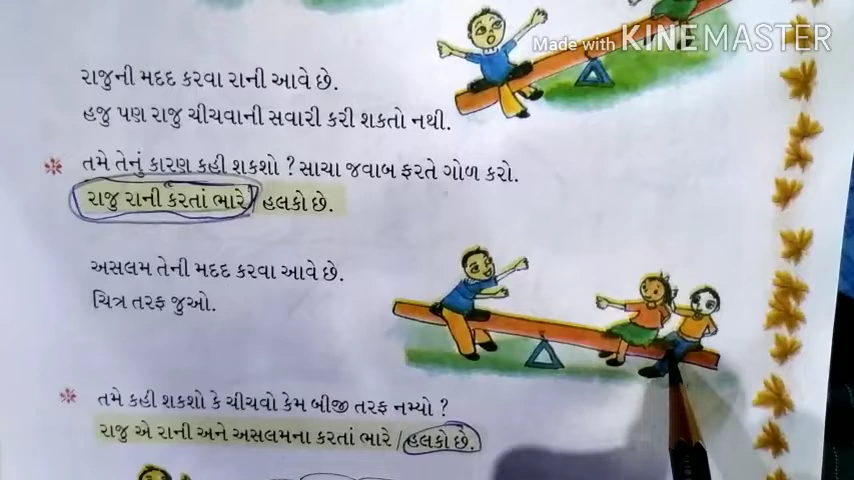 Made with KINEMASTER
રાજુની મદદ કરવા રાની આવે છે.
હજુ પણ રાજુ ચીચવાની સવારી કરી શકતો નથી.
તમે તેનું કારણ કહી શકશો ? સાચા જવાબ ફરતે ગોળ કરો.
રાજુ રાની કરતાં ભારે / હલકો છે.
અસલમ તેની મદદ કરવા આવે છે.
ચિત્ર તરફ જુઓ.
તમે કહી શકશો કે ચીચવો કેમ બીજી તરફ નમ્યો ?
રાજુ એ રાની અને અસલમના કરતાં ભારે / હલકો છે.